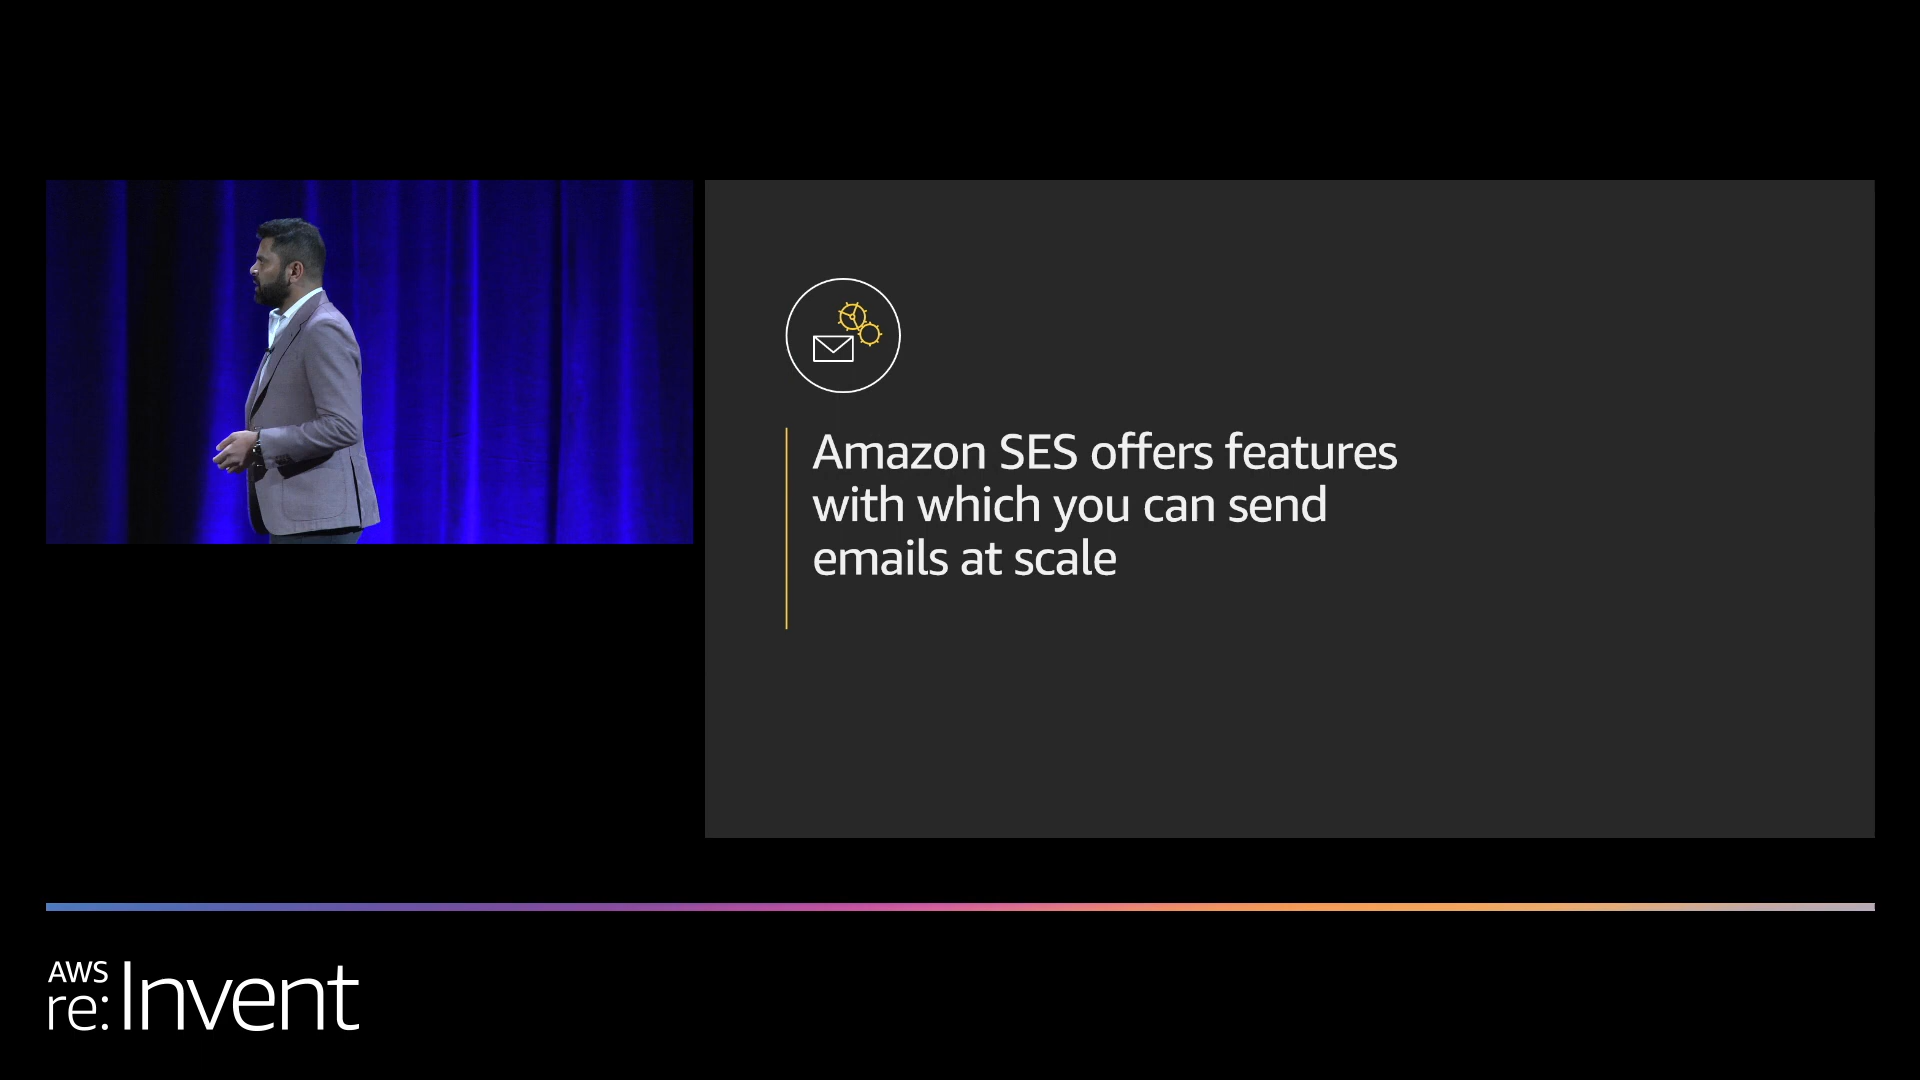 Amazon SES offers features
with which you can send
emails at scale
AWS
re:Invent